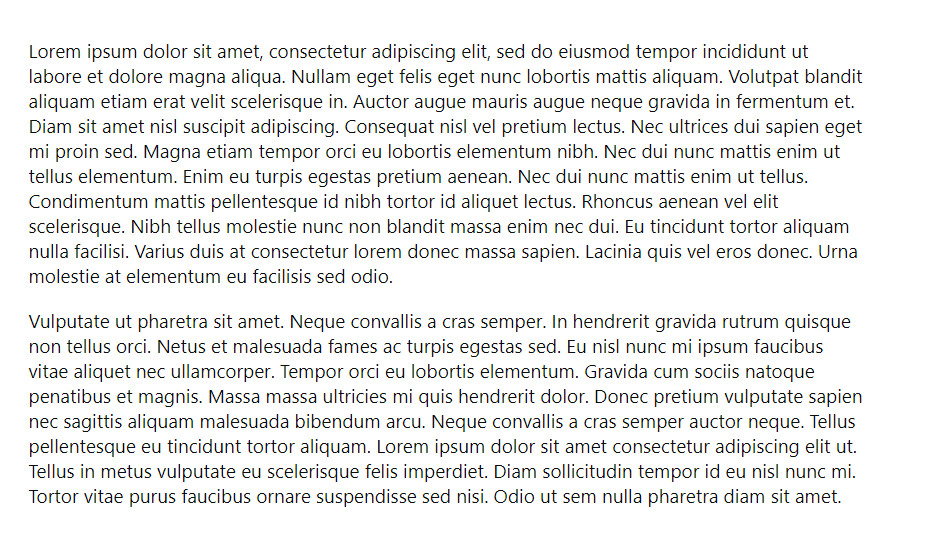 Lorem ipsum dolor sit amet, consectetur adipiscing elit, sed do eiusmod tempor incididunt ut
labore et dolore magna aliqua. Nullam eget felis eget nunc lobortis mattis aliquam. Volutpat blandit
aliquam etiam erat velit scelerisque in. Auctor augue mauris augue neque gravida in fermentum et.
Diam sit amet nisl suscipit adipiscing. Consequat nisl vel pretium lectus. Nec ultrices dui sapien eget
mi proin sed. Magna etiam tempor orci eu lobortis elementum nibh. Nec dui nunc mattis enim ut
tellus elementum. Enim eu turpis egestas pretium aenean. Nec dui nunc mattis enim ut tellus.
Condimentum mattis pellentesque id nibh tortor id aliquet lectus. Rhoncus aenean vel elit
scelerisque. Nibh tellus molestie nunc non blandit massa enim nec dui. Eu tincidunt tortor aliquam
nulla facilisi. Varius duis at consectetur lorem donec massa sapien. Lacinia quis vel eros donec. Urna
molestie at elementum eu facilisis sed odio.
Vulputate ut pharetra sit amet. Neque convallis a cras semper. In hendrerit gravida rutrum quisque
non tellus orci. Netus et malesuada fames ac turpis egestas sed. Eu nisl nunc mi ipsum faucibus
vitae aliquet nec ullamcorper. Tempor orci eu lobortis elementum. Gravida cum sociis natoque
penatibus et magnis. Massa massa ultricies mi quis hendrerit dolor. Donec pretium vulputate sapien
nec sagittis aliquam malesuada bibendum arcu. Neque convallis a cras semper auctor neque. Tellus
pellentesque eu tincidunt tortor aliquam. Lorem ipsum dolor sit amet consectetur adipiscing elit ut.
Tellus in metus vulputate eu scelerisque felis imperdiet. Diam sollicitudin tempor id eu nisl nunc mi.
Tortor vitae purus faucibus ornare suspendisse sed nisi. Odio ut sem nulla pharetra diam sit amet.